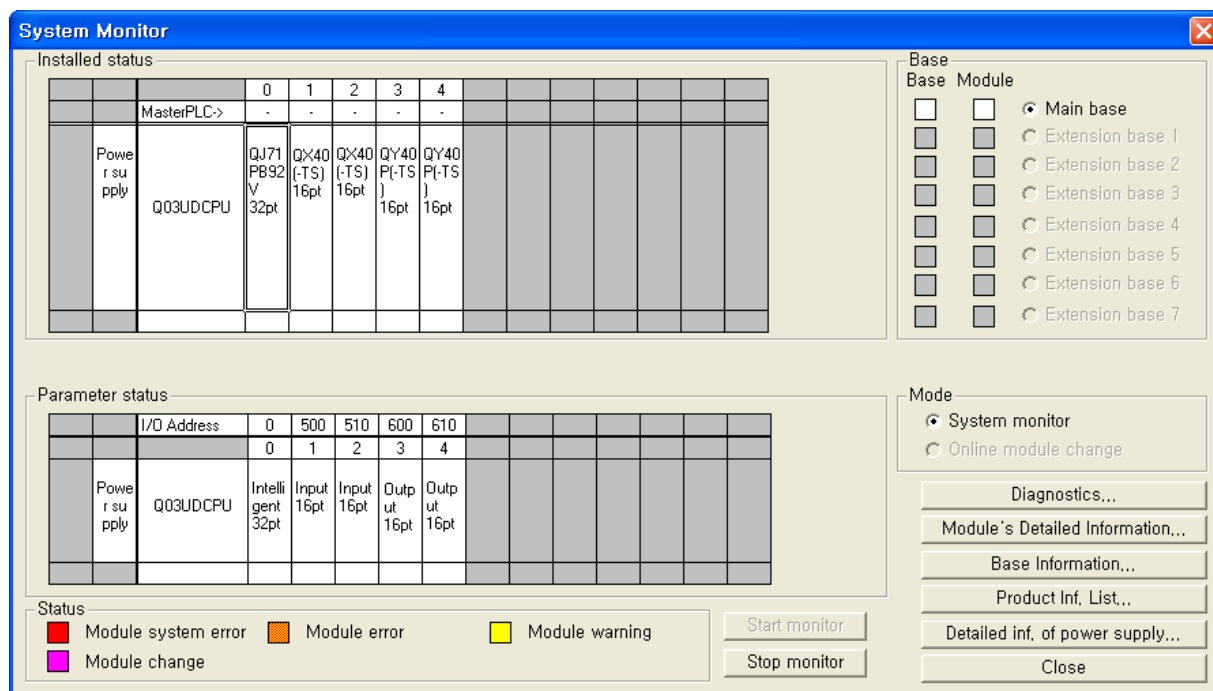 System Monitor
Installed status
0 1 2 3 4
MasterPLC-> - - - - -
Powe
r su
pply
Q03UDCPU
QJ71
PB92
V
32pt
QX40
(-TS)
16pt
QX40
(-TS)
16pt
QY40
P(-TS
)
16pt
QY40
P(-TS
)
16pt
Base
Base Module
Main base
Extension base 1
Extension base 2
Extension base 3
Extension base 4
Extension base 5
Extension base 6
Extension base 7
Parameter status
I/O Address 0 500 510 600 610
0 1 2 3 4
Powe
r su
pply
Q03UDCPU
Intelli
gent
32pt
Input
16pt
Input
16pt
Outp
ut
16pt
Outp
ut
16pt
Mode
System monitor
Online module change
Diagnostics...
Module's Detailed Information...
Base Information...
Product Inf. List...
Detailed inf. of power supply...
Close
Status
Module system error Module error Module warning
Module change
Start monitor
Stop monitor